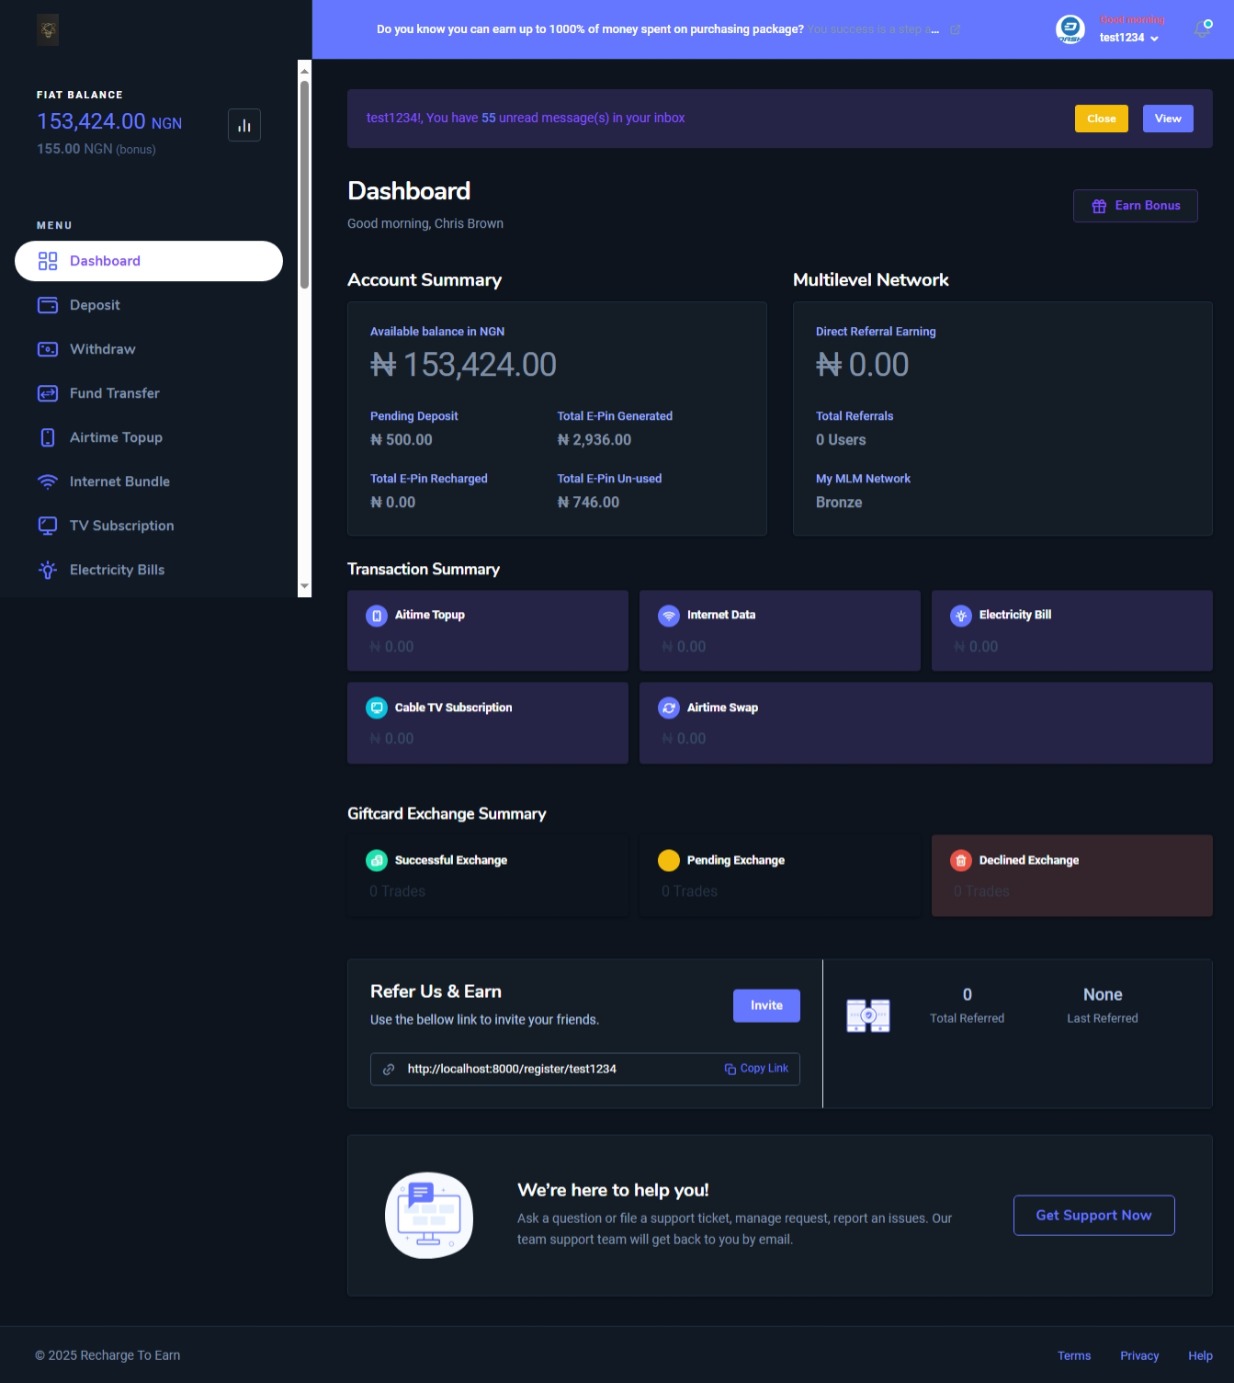 Do you know you can earn up to 1000% of money spent on purchasing package? You success is a step a...
Good morning
test1234
FIAT BALANCE
153,424.00 NGN
155.00 NGN (bonus)
MENU
Dashboard
Deposit
Withdraw
Fund Transfer
Airtime Topup
Internet Bundle
TV Subscription
Electricity Bills
test1234!, You have 55 unread message(s) in your inbox
Close
View
Dashboard
Good morning, Chris Brown
Earn Bonus
Account Summary
Available balance in NGN
₦ 153,424.00
Pending Deposit
Total E-Pin Generated
₦ 500.00
₦ 2,936.00
Total E-Pin Recharged
Total E-Pin Un-used
₦ 0.00
₦ 746.00
Multilevel Network
Direct Referral Earning
₦ 0.00
Total Referrals
0 Users
My MLM Network
Bronze
Transaction Summary
Aitime Topup
₦ 0.00
Internet Data
₦ 0.00
Electricity Bill
₦ 0.00
Cable TV Subscription
₦ 0.00
Airtime Swap
₦ 0.00
Giftcard Exchange Summary
Successful Exchange
0 Trades
Pending Exchange
0 Trades
Declined Exchange
0 Trades
Refer Us & Earn
Use the bellow link to invite your friends.
Invite
http://localhost:8000/register/test1234
Copy Link
0
Total Referred
None
Last Referred
We're here to help you!
Ask a question or file a support ticket, manage request, report an issues. Our
team support team will get back to you by email.
Get Support Now
© 2025 Recharge To Earn
Terms
Privacy
Help